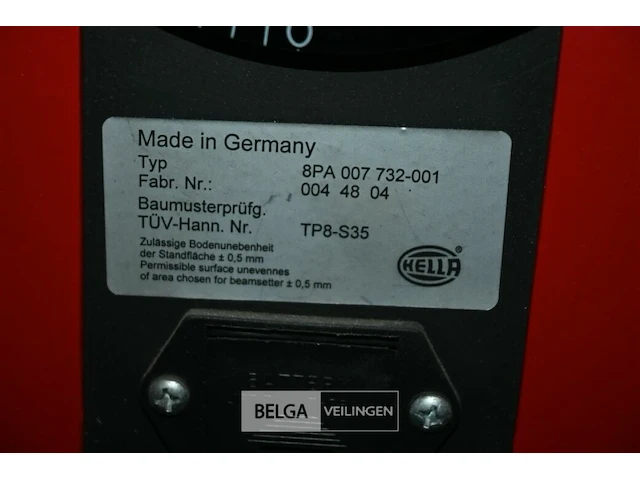 Made in Germany
Typ 8PA 007 732-001
Fabr. Nr.: 004 48 04
Baumusterprüfg.
TÜV-Hann. Nr. TP8-S35
Zulässige Bodenunebenheit
der Standfläche ± 0,5 mm
Permissible surface unevenes
of area chosen for beamsetter ± 0,5 mm
HELLA
BELGA VEILINGEN